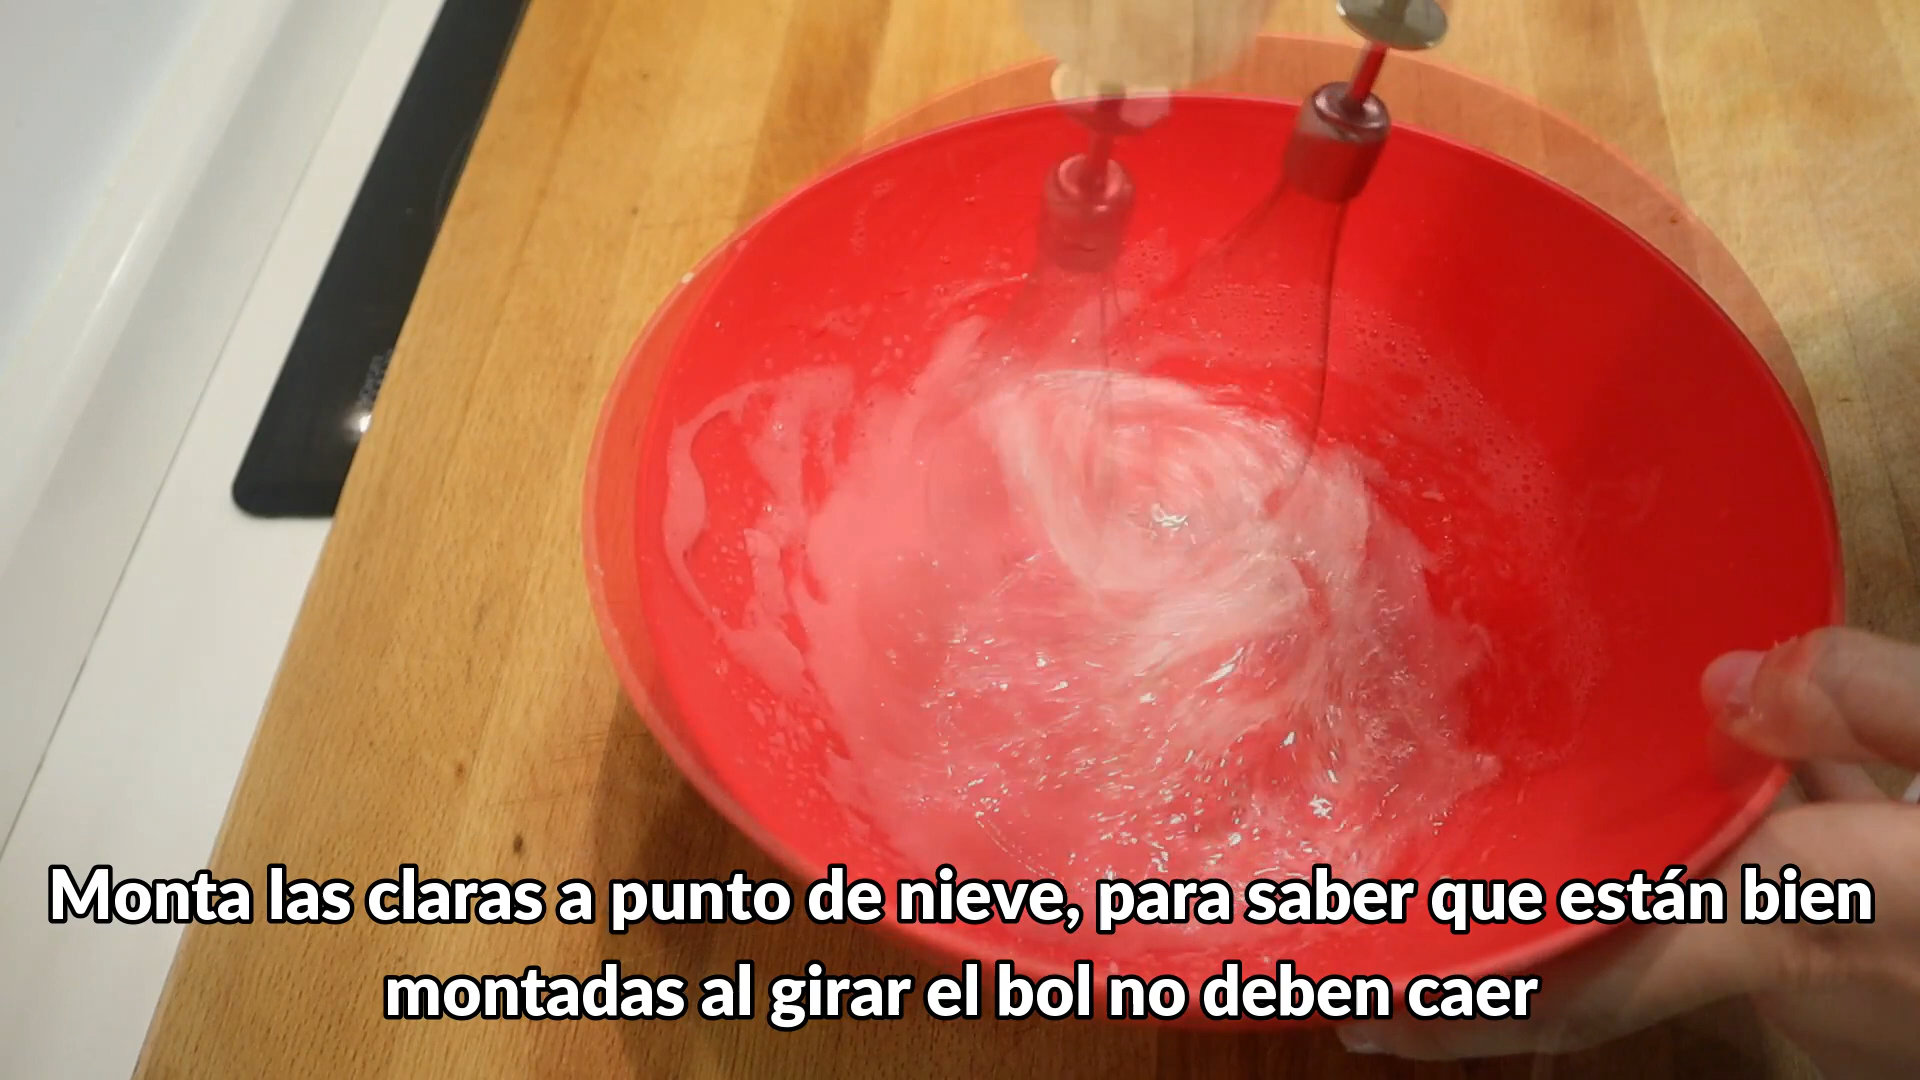 Monta las claras a punto de nieve, para saber que están bien
montadas al girar el bol no deben caer